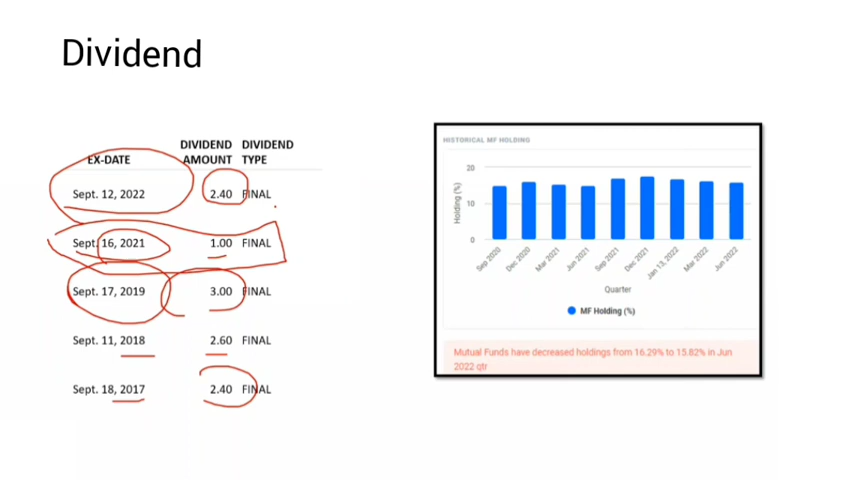 Dividend
EX-DATE DIVIDEND AMOUNT DIVIDEND TYPE
Sept. 12, 2022 2.40 FINAL
Sept. 16, 2021 1.00 FINAL
Sept. 17, 2019 3.00 FINAL
Sept. 11, 2018 2.60 FINAL
Sept. 18, 2017 2.40 FINAL
HISTORICAL MF HOLDING
Holding (%)
20
10
0
Sep 2020 Dec 2020 Mar 2021 Jun 2021 Sep 2021 Dec 2021 Jan 13, 2022 Mar 2022 Jun 2022
Quarter
MF Holding (%)
Mutual Funds have decreased holdings from 16.29% to 15.82% in Jun
2022 qtr